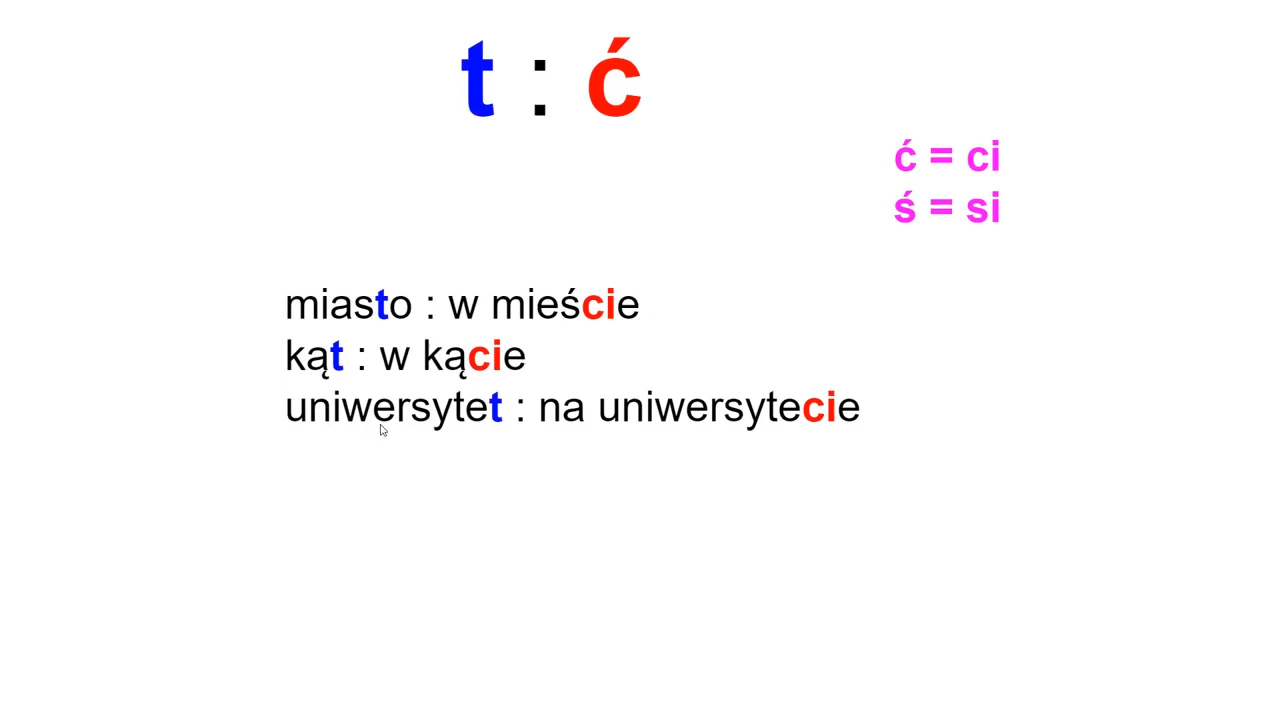 t : ć
ć = ci
ś = si
miasto : w mieście
kąt : w kącie
uniwersytet : na uniwersytecie